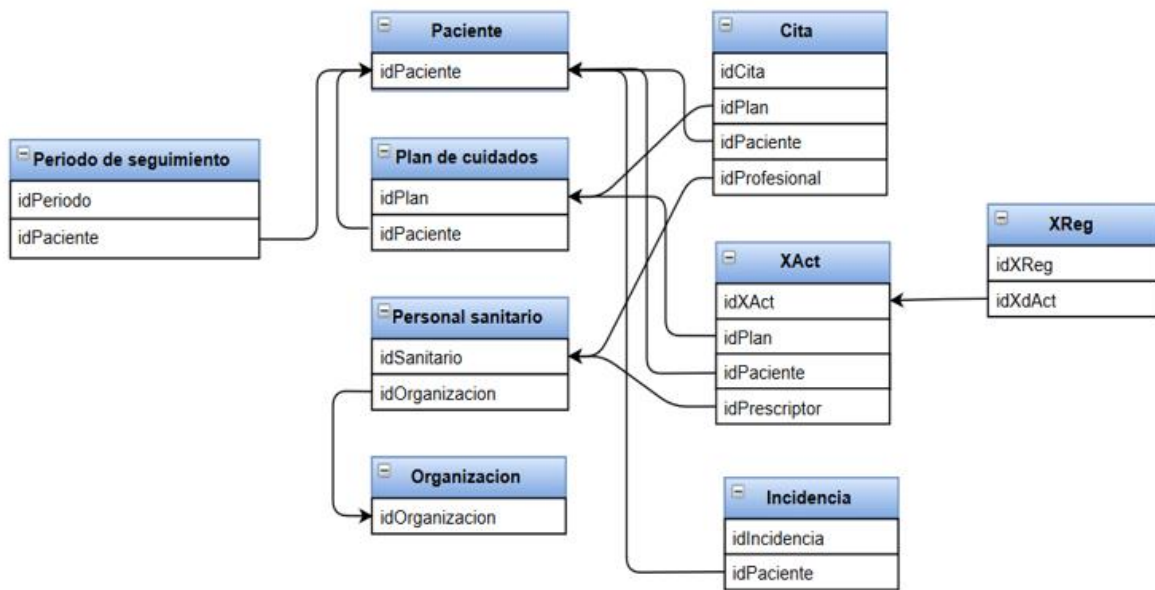 Paciente
idPaciente
Periodo de seguimiento
idPeriodo
idPaciente
Plan de cuidados
idPlan
idPaciente
Personal sanitario
idSanitario
idOrganizacion
Organizacion
idOrganizacion
Cita
idCita
idPlan
idPaciente
idProfesional
XAct
idXAct
idPlan
idPaciente
idPrescriptor
Incidencia
idIncidencia
idPaciente
XReg
idXReg
idXdAct